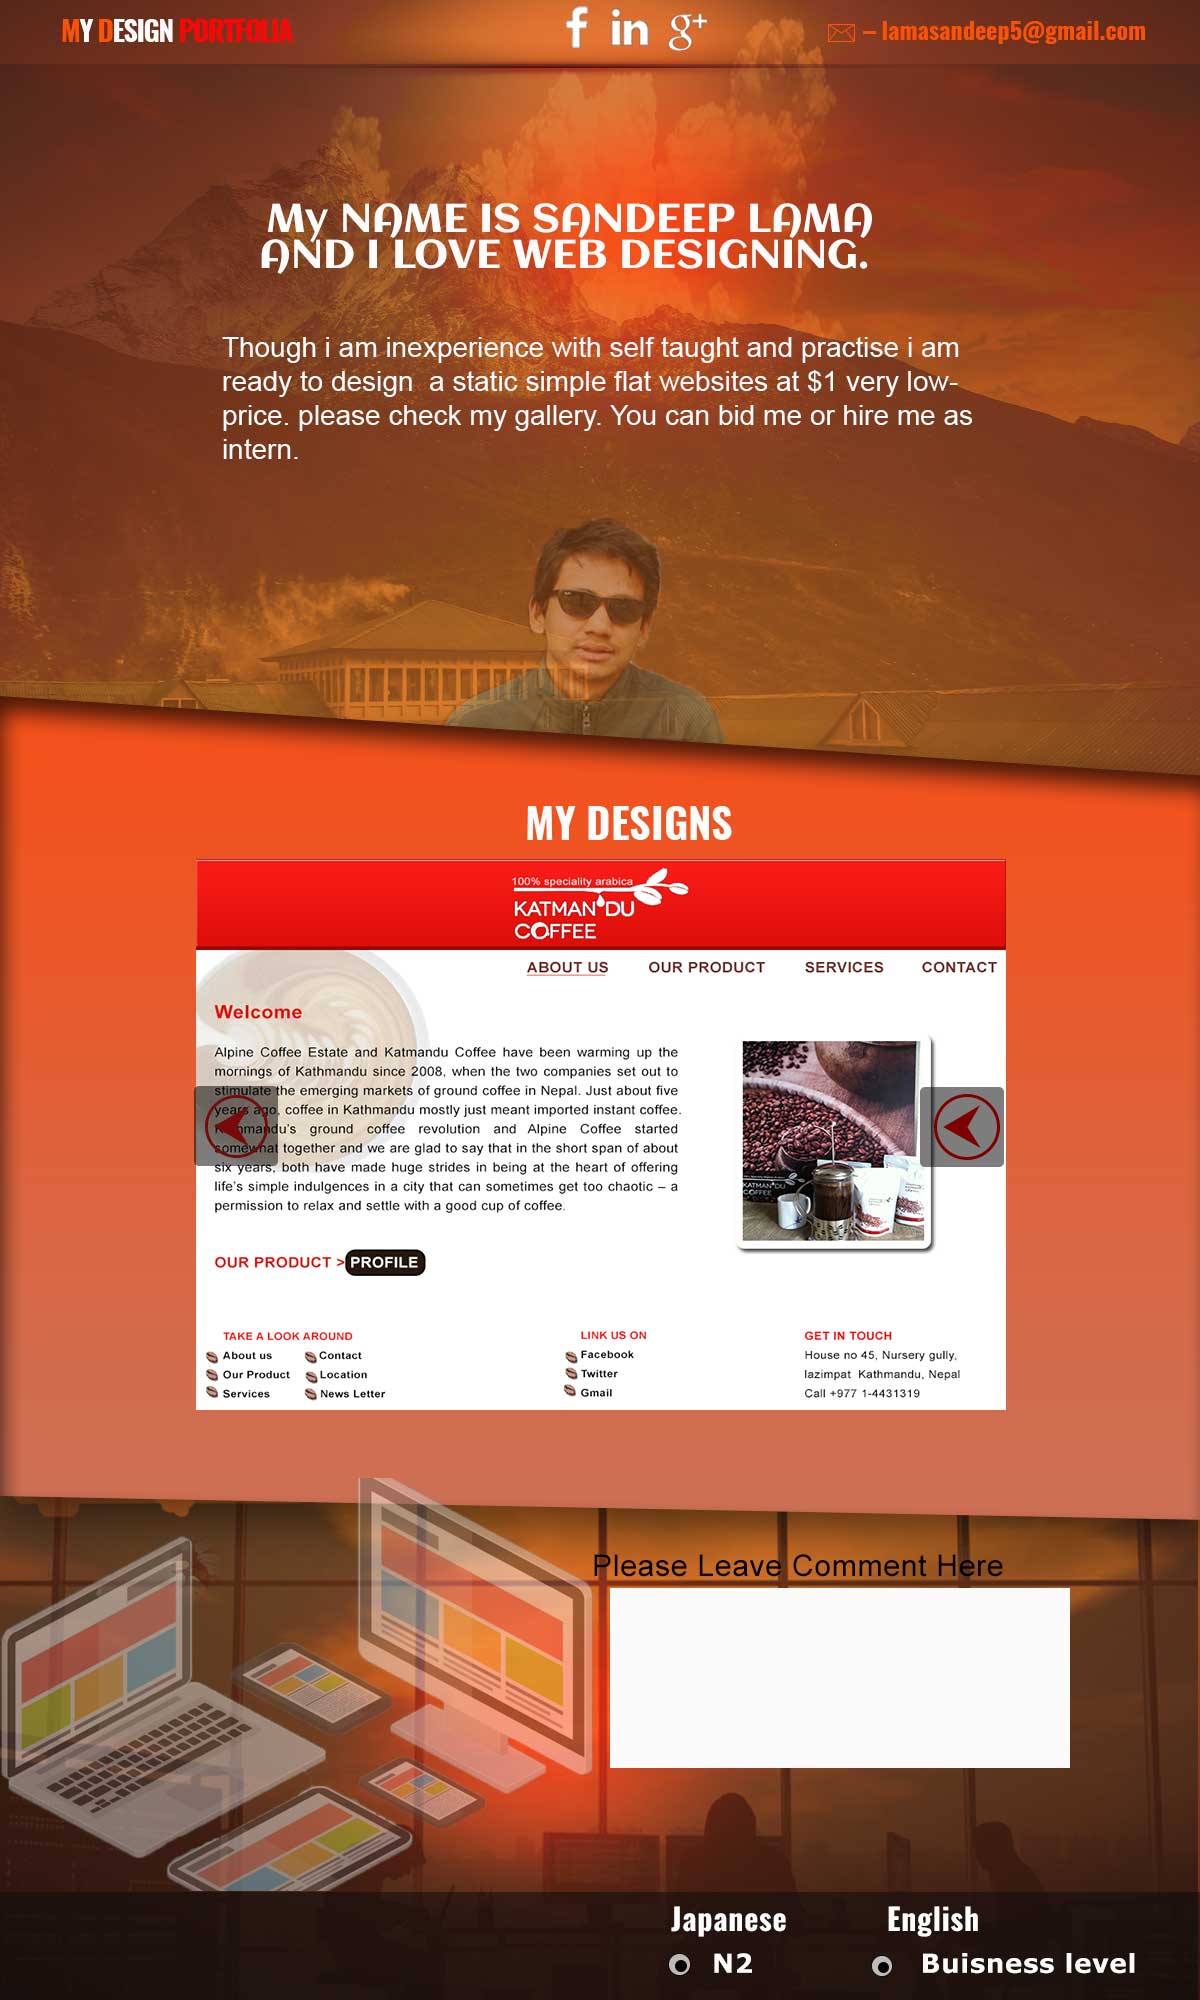 MY DESIGN PORTFOLIA
f in g+
– lamasandeep5@gmail.com
My NAME IS SANDEEP LAMA
AND I LOVE WEB DESIGNING.
Though i am inexperience with self taught and practise i am
ready to design  a static simple flat websites at $1 very low-
price. please check my gallery. You can bid me or hire me as
intern.
MY DESIGNS
100% speciality arabica
KATMAN DU
COFFEE
ABOUT US OUR PRODUCT SERVICES CONTACT
Welcome
Alpine Coffee Estate and Katmandu Coffee have been warming up the
mornings of Kathmandu since 2008, when the two companies set out to
stimulate the emerging markets of ground coffee in Nepal. Just about five
years ago, coffee in Kathmandu mostly just meant imported instant coffee.
Kathmandu's ground coffee revolution and Alpine Coffee started
somewhat together and we are glad to say that in the short span of about
six years, both have made huge strides in being at the heart of offering
life's simple indulgences in a city that can sometimes get too chaotic – a
permission to relax and settle with a good cup of coffee.
KATMAN DU
COFFEE
OUR PRODUCT > PROFILE
TAKE A LOOK AROUND
About us Contact
Our Product Location
Services News Letter
LINK US ON
Facebook
Twitter
Gmail
GET IN TOUCH
House no 45, Nursery gully,
lazimpat Kathmandu, Nepal
Call +977 1-4431319
Please Leave Comment Here
Japanese English
N2 Buisness level